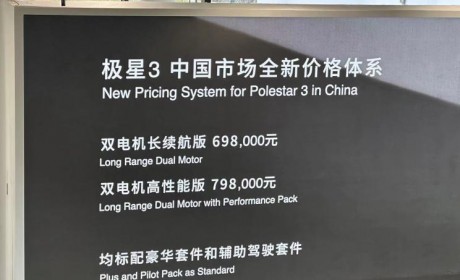 极星3 中国市场全新价格体系
New Pricing System for Polestar 3 in China
双电机长续航版 698,000元
Long Range Dual Motor
双电机高性能版 798,000元
Long Range Dual Motor with Performance Pack
均标配豪华套件和辅助驾驶套件
Plus and Pilot Pack as Standard